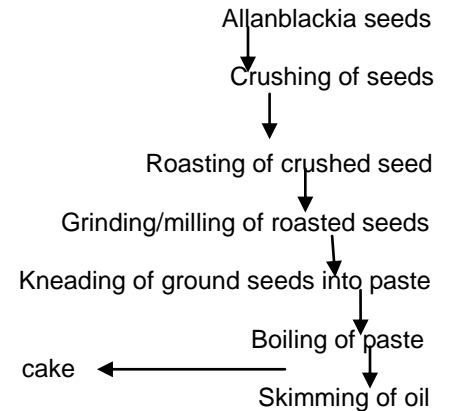 Allanblackia seeds
Crushing of seeds
Roasting of crushed seed
Grinding/milling of roasted seeds
Kneading of ground seeds into paste
Boiling of paste
cake
Skimming of oil